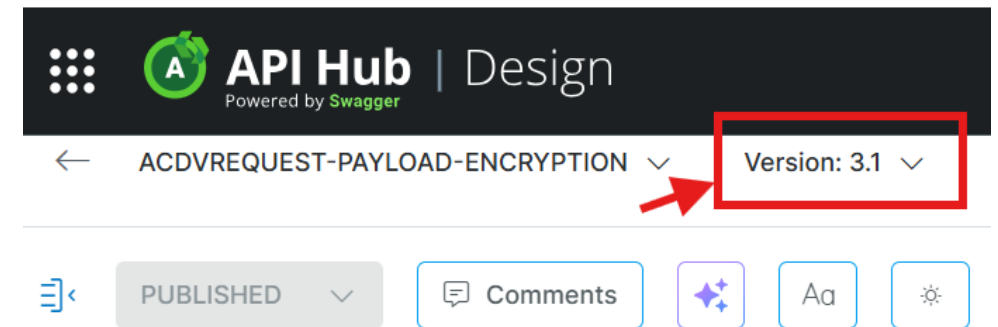 A API Hub | Design
Powered by Swagger
ACDVREQUEST-PAYLOAD-ENCRYPTION Version: 3.1
PUBLISHED Comments Aa